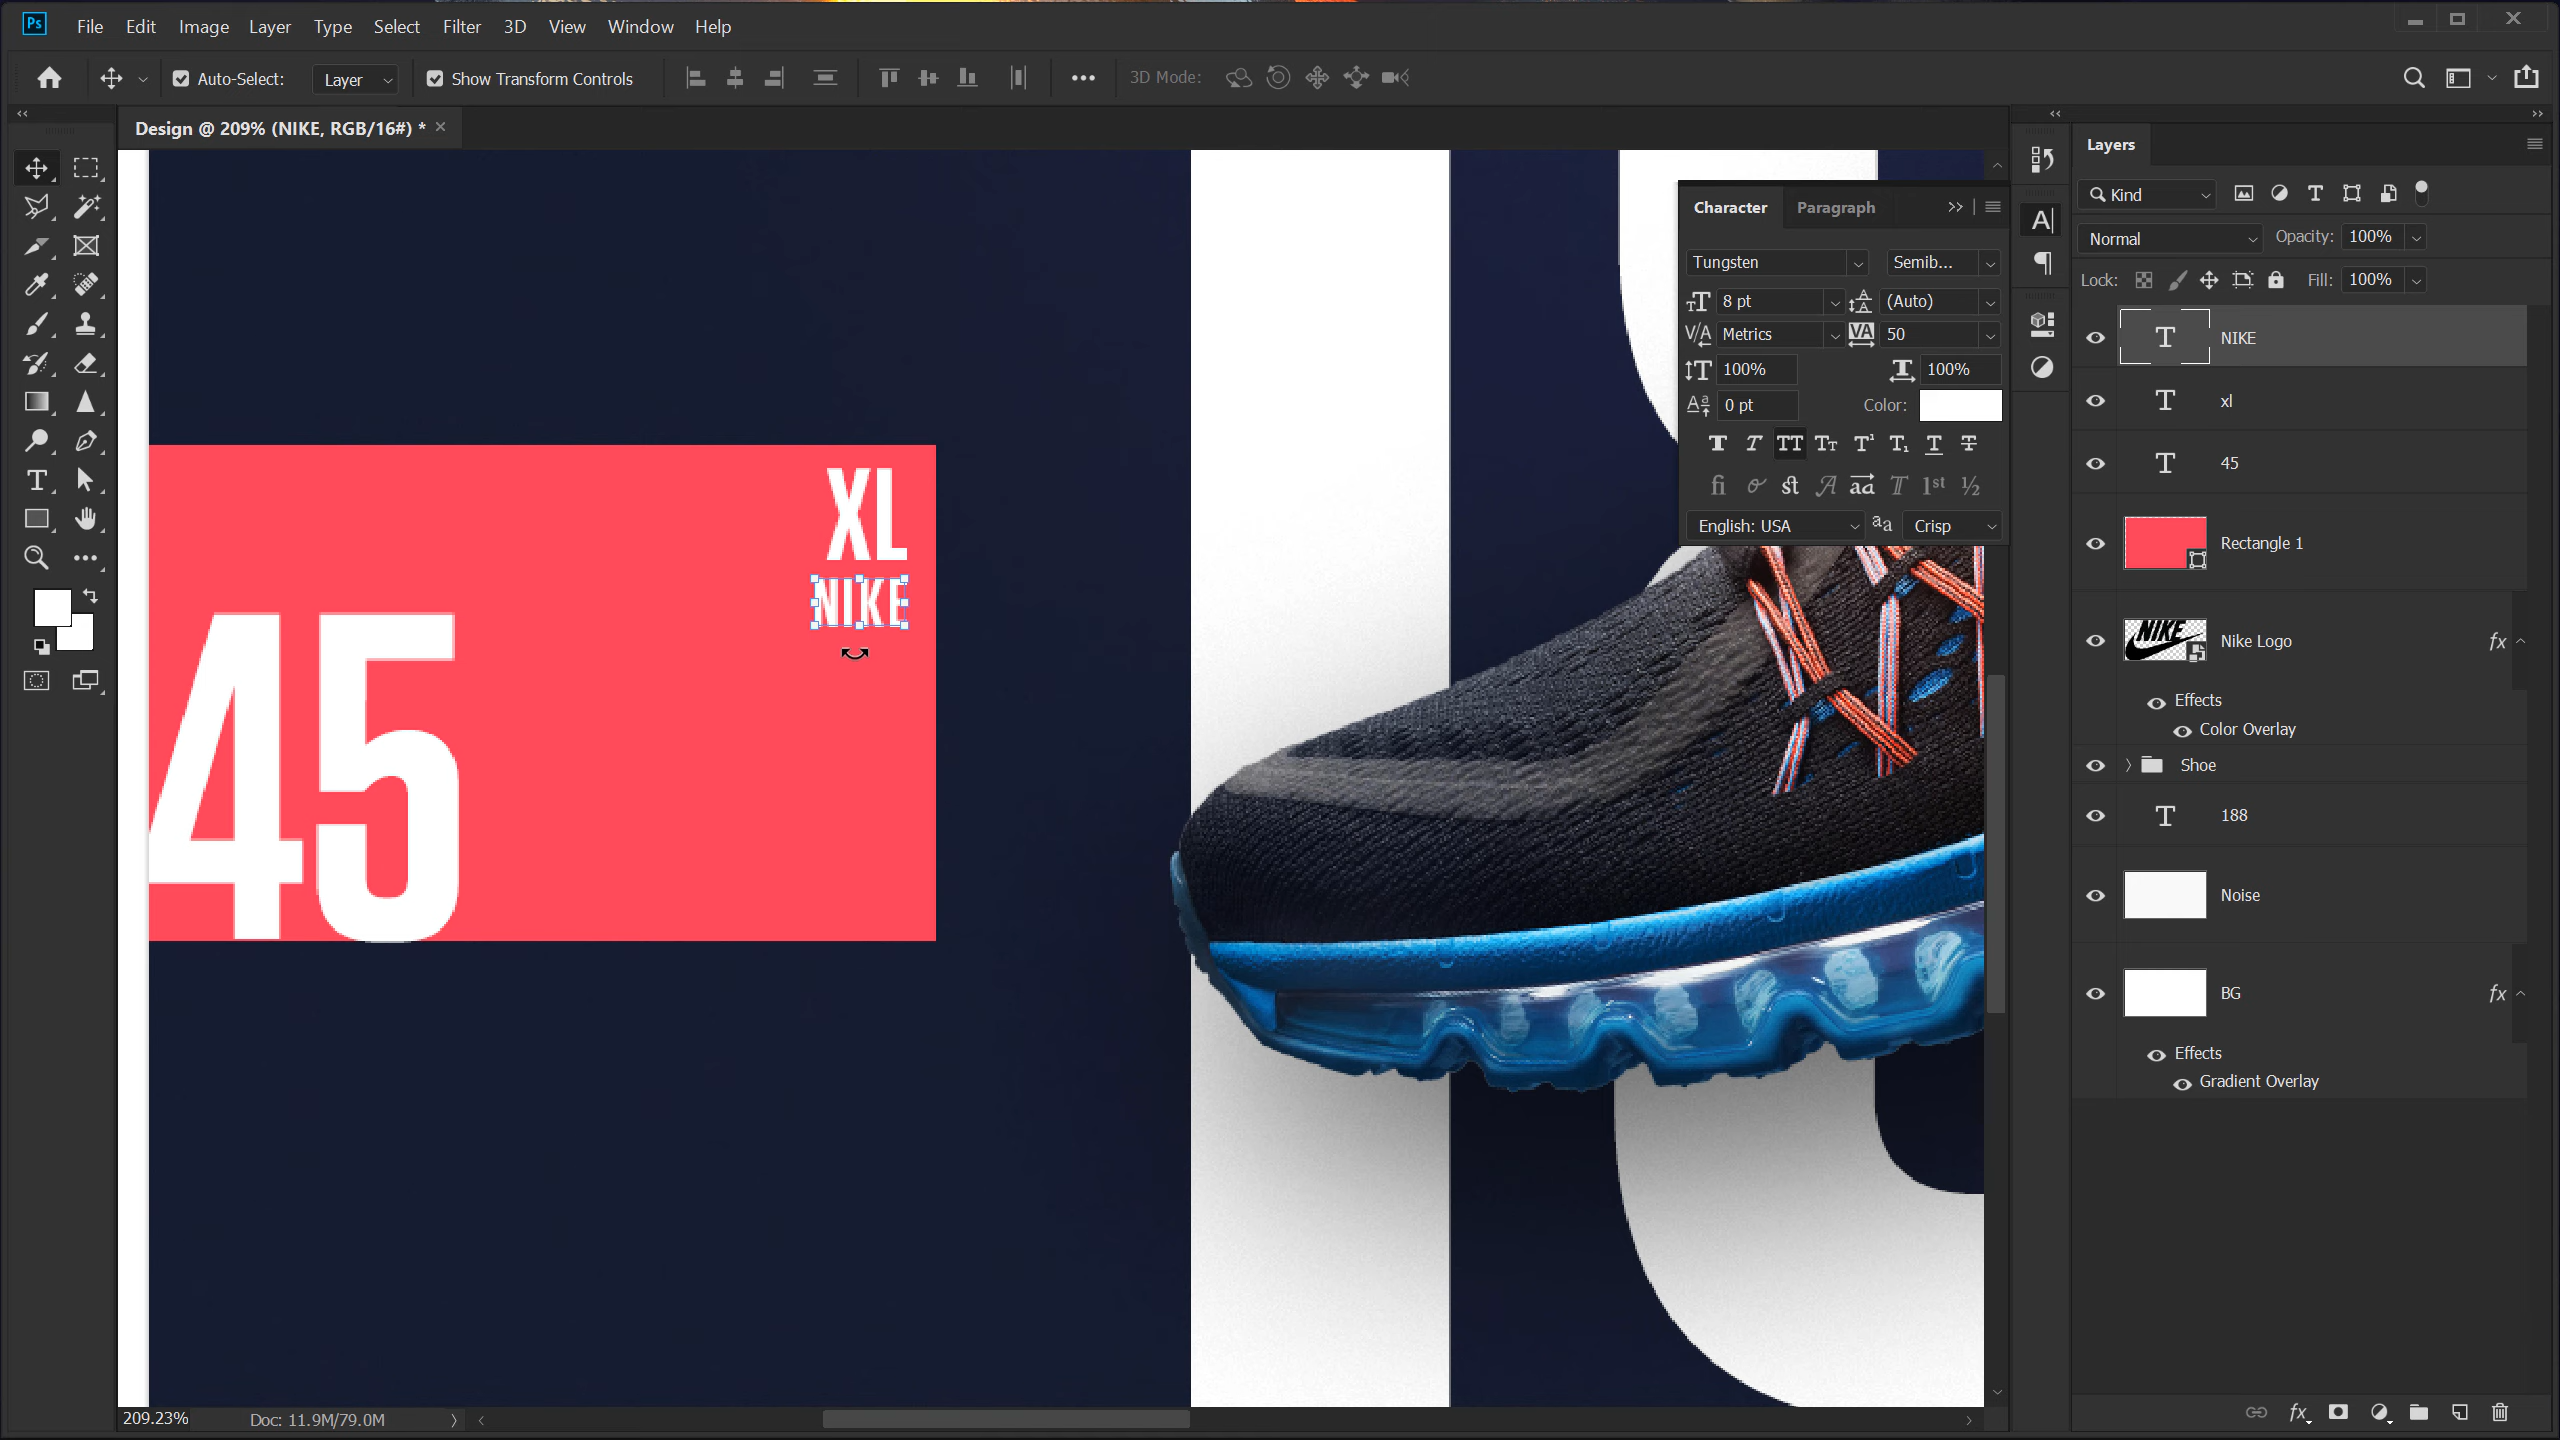 Ps File Edit Image Layer Type Select Filter 3D View Window Help
Auto-Select: Layer Show Transform Controls 3D Mode:
Design @ 209% (NIKE, RGB/16#) *
Layers
Kind
Normal Opacity: 100%
Lock: Fill: 100%
NIKE
xl
45
Rectangle 1
NIKE
Nike Logo fx
Effects
Color Overlay
Shoe
188
Noise
BG fx
Effects
Gradient Overlay
Character Paragraph
Tungsten Semib...
8 pt (Auto)
Metrics 50
100% 100%
0 pt Color:
English: USA Crisp
XL
NIKE
45
209.23% Doc: 11.9M/79.0M